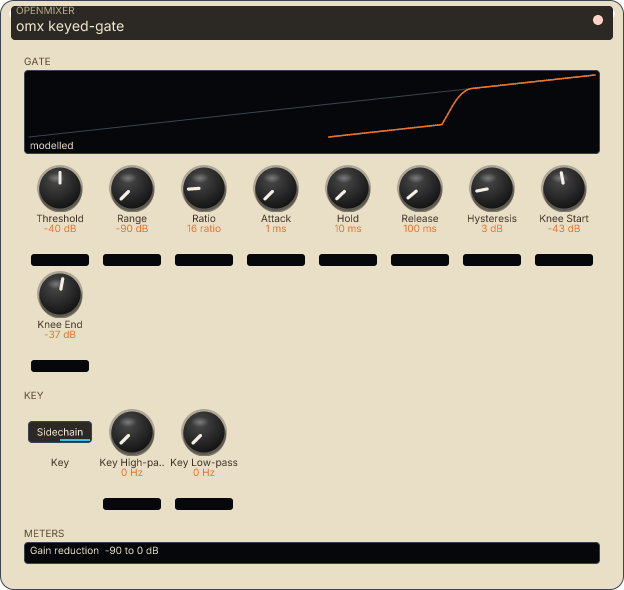 OPENMIXER
omx keyed-gate
GATE
modelled
Threshold Range Ratio Attack Hold Release Hysteresis Knee Start
-40 dB -90 dB 16 ratio 1 ms 10 ms 100 ms 3 dB -43 dB
Knee End
-37 dB
KEY
Sidechain
Key Key High-pa.. Key Low-pass
0 Hz 0 Hz
METERS
Gain reduction -90 to 0 dB